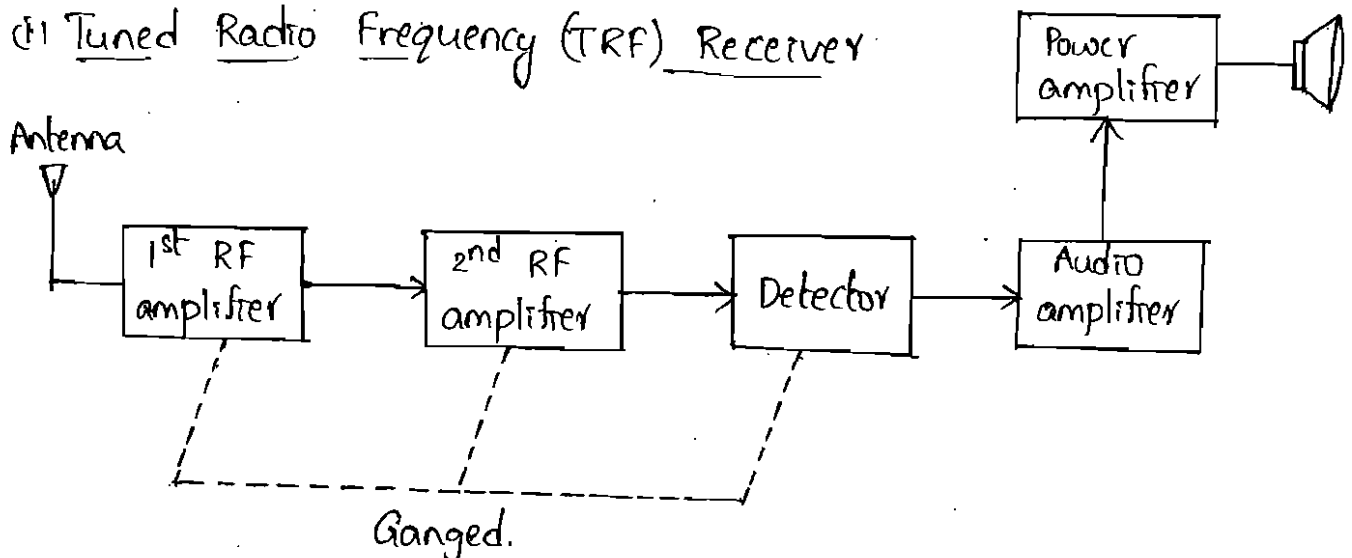 Tuned Radio Frequency (TRF) Receiver
Antenna
1st RF
amplifier
2nd RF
amplifier
Detector
Audio
amplifier
Power
amplifier
Ganged.